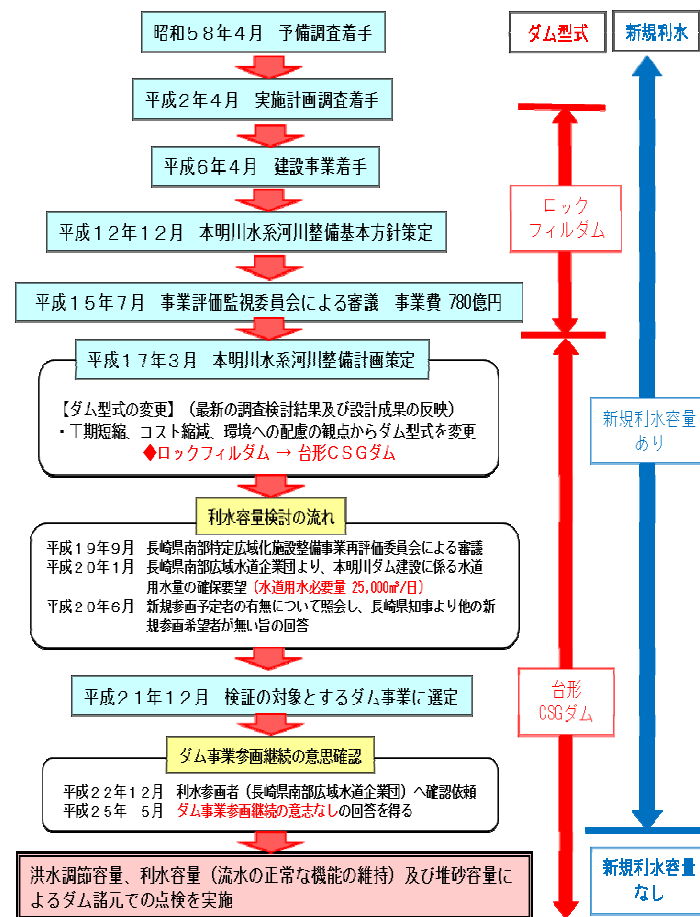 昭和５８年４月　予備調査着手
ダム型式
新規利水
平成２年４月　実施計画調査着手
平成６年４月　建設事業着手
平成１２年１２月　本明川水系河川整備基本方針策定
平成１５年７月　事業評価監視委員会による審議　事業費 780億円
平成１７年３月　本明川水系河川整備計画策定
【ダム型式の変更】（最新の調査検討結果及び設計成果の反映）
・工期短縮、コスト縮減、環境への配慮の観点からダム型式を変更
◆ロックフィルダム → 台形ＣＳＧダム
利水容量検討の流れ
平成１９年９月　長崎県南部特定広域化施設整備事業再評価委員会による審議
平成２０年１月　長崎県南部広域水道企業団より、本明川ダム建設に係る水道
用水量の確保要望（水道用水必要量 25,000㎥/日）
平成２０年６月　新規参画予定者の有無について照会し、長崎県知事より他の新
規参画希望者が無い旨の回答
平成２１年１２月　検証の対象とするダム事業に選定
ダム事業参画継続の意思確認
平成２２年１２月　利水参画者（長崎県南部広域水道企業団）へ確認依頼
平成２５年　５月　ダム事業参画継続の意志なしの回答を得る
洪水調節容量、利水容量（流水の正常な機能の維持）及び堆砂容量に
よるダム諸元での点検を実施
ロック
フィルダム
台形
CSGダム
新規利水容量
あり
新規利水容量
なし